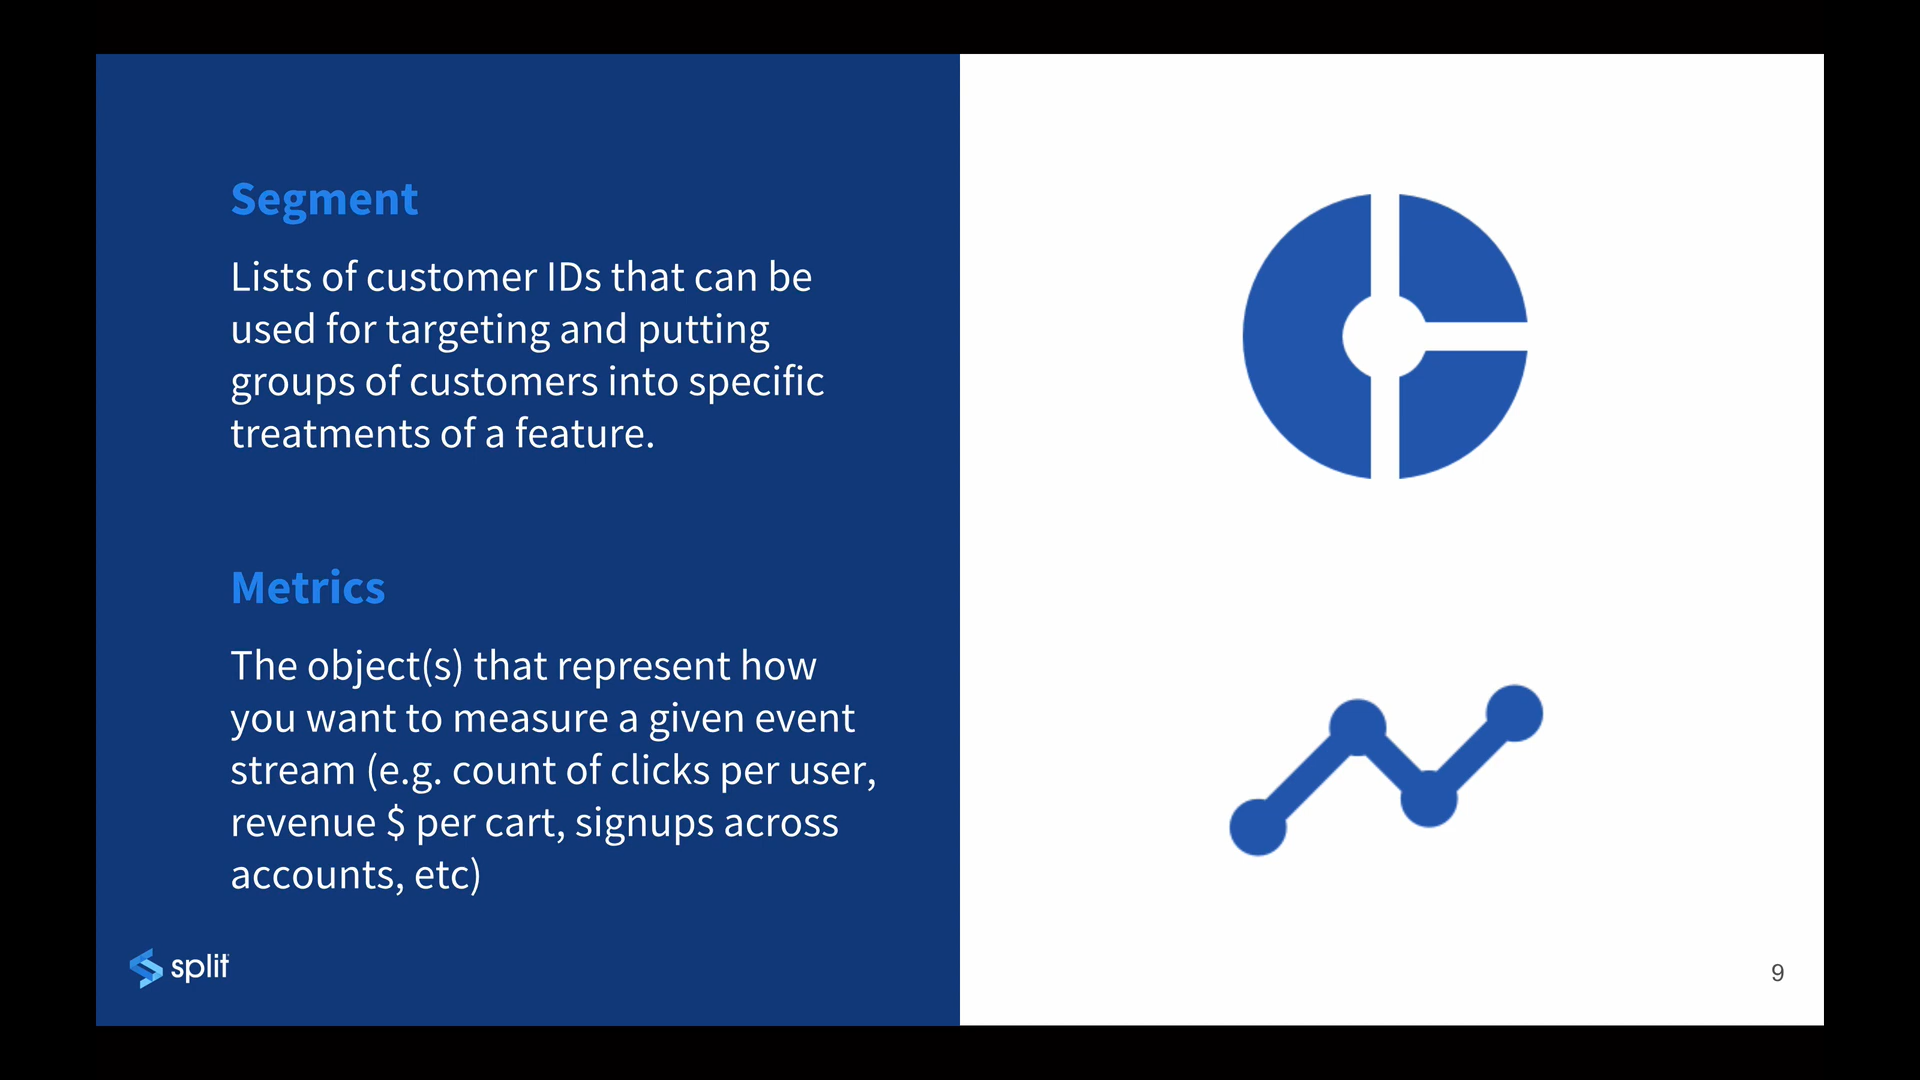 Segment
Lists of customer IDs that can be
used for targeting and putting
groups of customers into specific
treatments of a feature.
Metrics
The object(s) that represent how
you want to measure a given event
stream (e.g. count of clicks per user,
revenue $ per cart, signups across
accounts, etc)
split
9